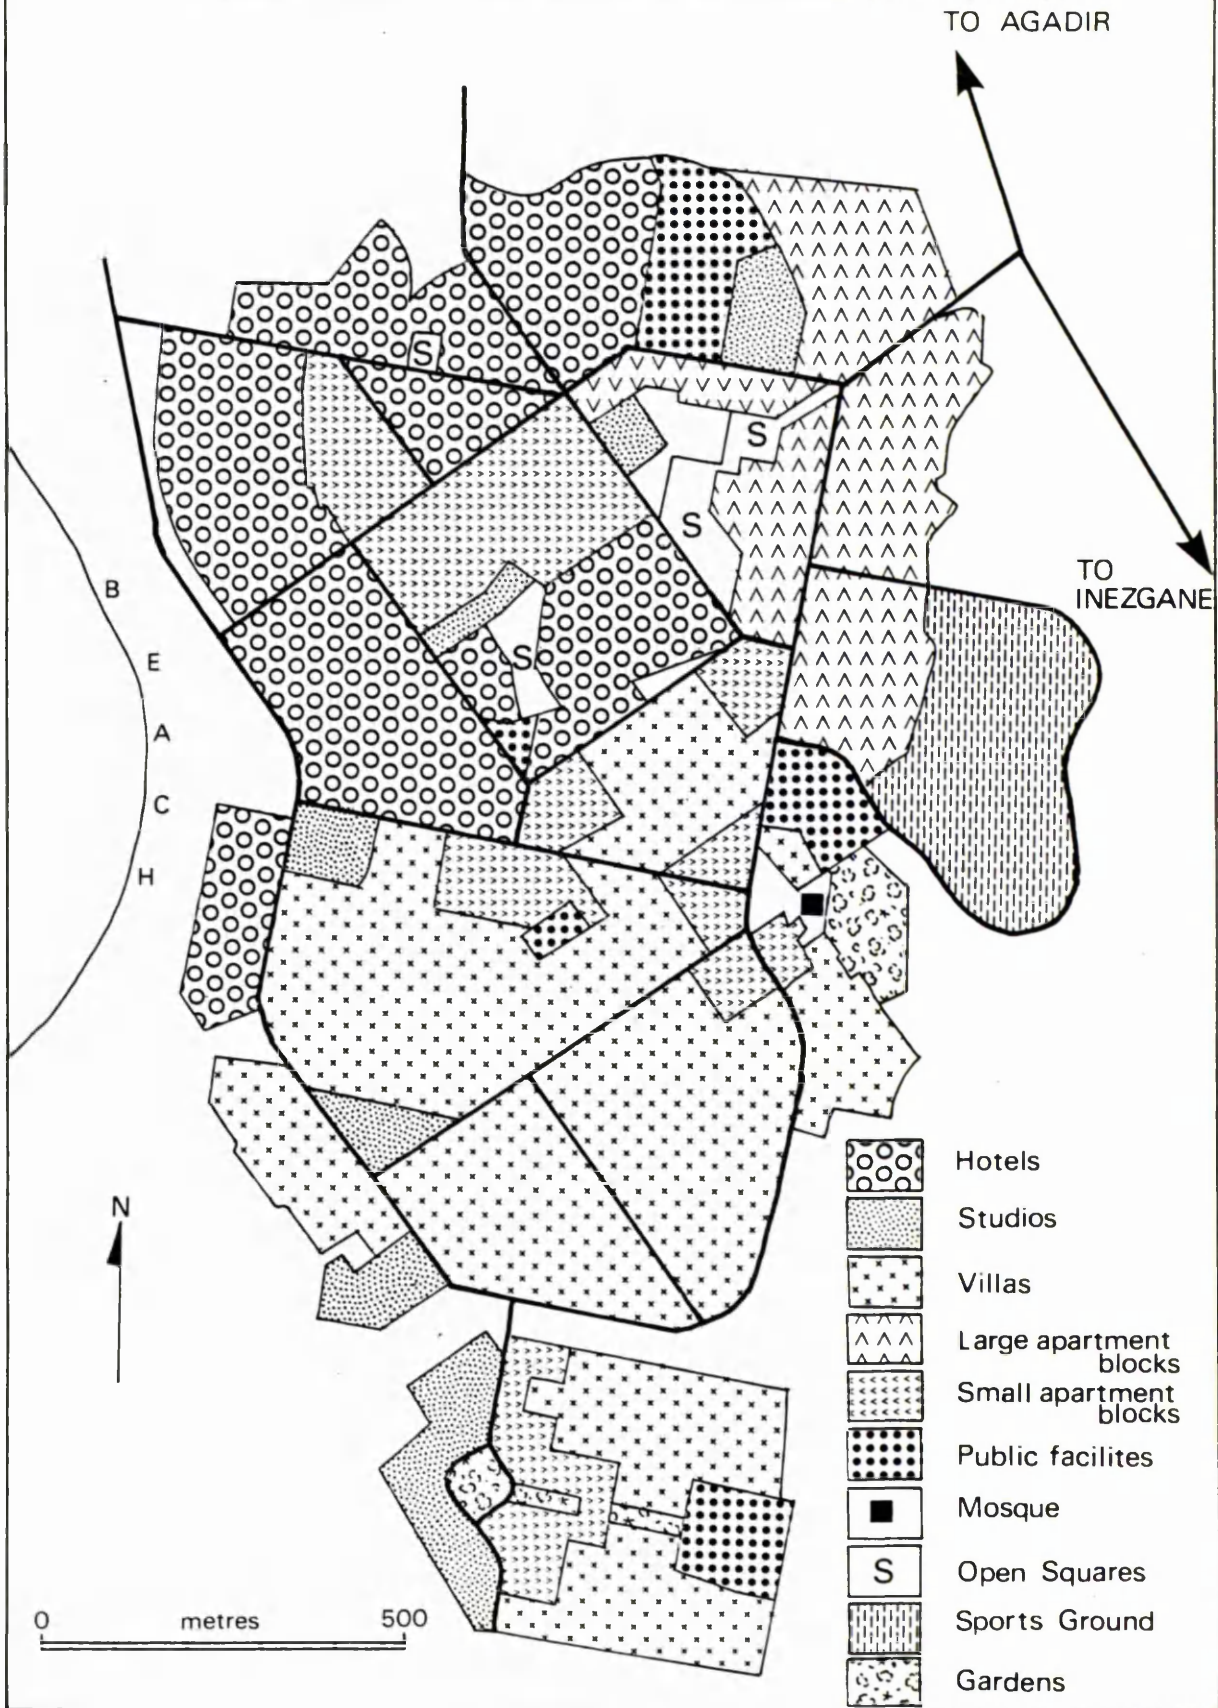 TO AGADIR
S
S
S
TO
INEZGANE
B
E
S
A
C
H
N
Hotels
Studios
Villas
Large apartment
blocks
Small apartment
blocks
Public facilites
Mosque
S Open Squares
0 metres 500
Sports Ground
Gardens